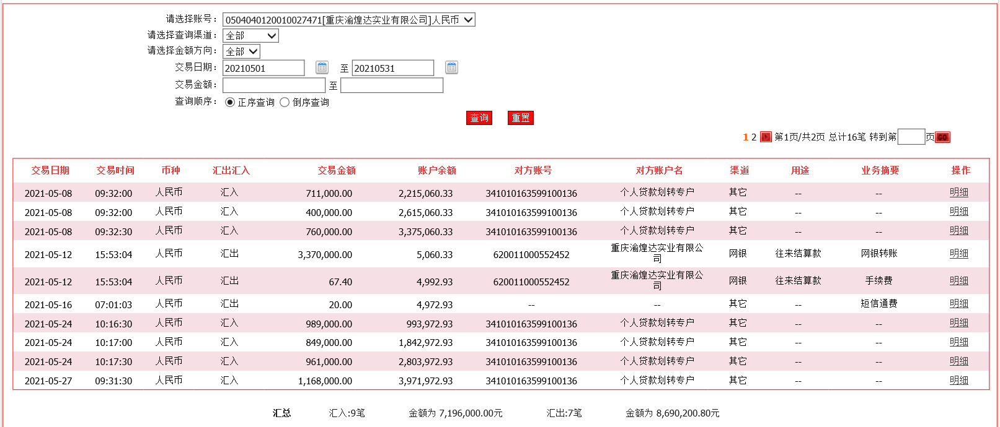 请选择账号： 0504040120010027471[重庆渝煌达实业有限公司]人民币
请选择查询渠道： 全部
请选择金额方向： 全部
交易日期： 20210501 至 20210531
交易金额： 至
查询顺序： 正序查询 倒序查询
查询 重置
1 2 第1页/共2页 总计16笔 转到第 页 GO
交易日期 交易时间 币种 汇出汇入 交易金额 账户余额 对方账号 对方账户名 渠道 用途 业务摘要 操作
2021-05-08 09:32:00 人民币 汇入 711,000.00 2,215,060.33 341010163599100136 个人贷款划转专户 其它 -- -- 明细
2021-05-08 09:32:00 人民币 汇入 400,000.00 2,615,060.33 341010163599100136 个人贷款划转专户 其它 -- -- 明细
2021-05-08 09:32:30 人民币 汇入 760,000.00 3,375,060.33 341010163599100136 个人贷款划转专户 其它 -- -- 明细
2021-05-12 15:53:04 人民币 汇出 3,370,000.00 5,060.33 620011000552452 重庆渝煌达实业有限公 网银 往来结算款 网银转账 明细
司
2021-05-12 15:53:04 人民币 汇出 67.40 4,992.93 620011000552452 重庆渝煌达实业有限公 网银 往来结算款 手续费 明细
司
2021-05-16 07:01:03 人民币 汇出 20.00 4,972.93 -- -- 其它 -- 短信通费 明细
2021-05-24 10:16:30 人民币 汇入 989,000.00 993,972.93 341010163599100136 个人贷款划转专户 其它 -- -- 明细
2021-05-24 10:17:00 人民币 汇入 849,000.00 1,842,972.93 341010163599100136 个人贷款划转专户 其它 -- -- 明细
2021-05-24 10:17:30 人民币 汇入 961,000.00 2,803,972.93 341010163599100136 个人贷款划转专户 其它 -- -- 明细
2021-05-27 09:31:30 人民币 汇入 1,168,000.00 3,971,972.93 341010163599100136 个人贷款划转专户 其它 -- -- 明细
汇总 汇入:9笔 金额为 7,196,000.00元 汇出:7笔 金额为 8,690,200.80元